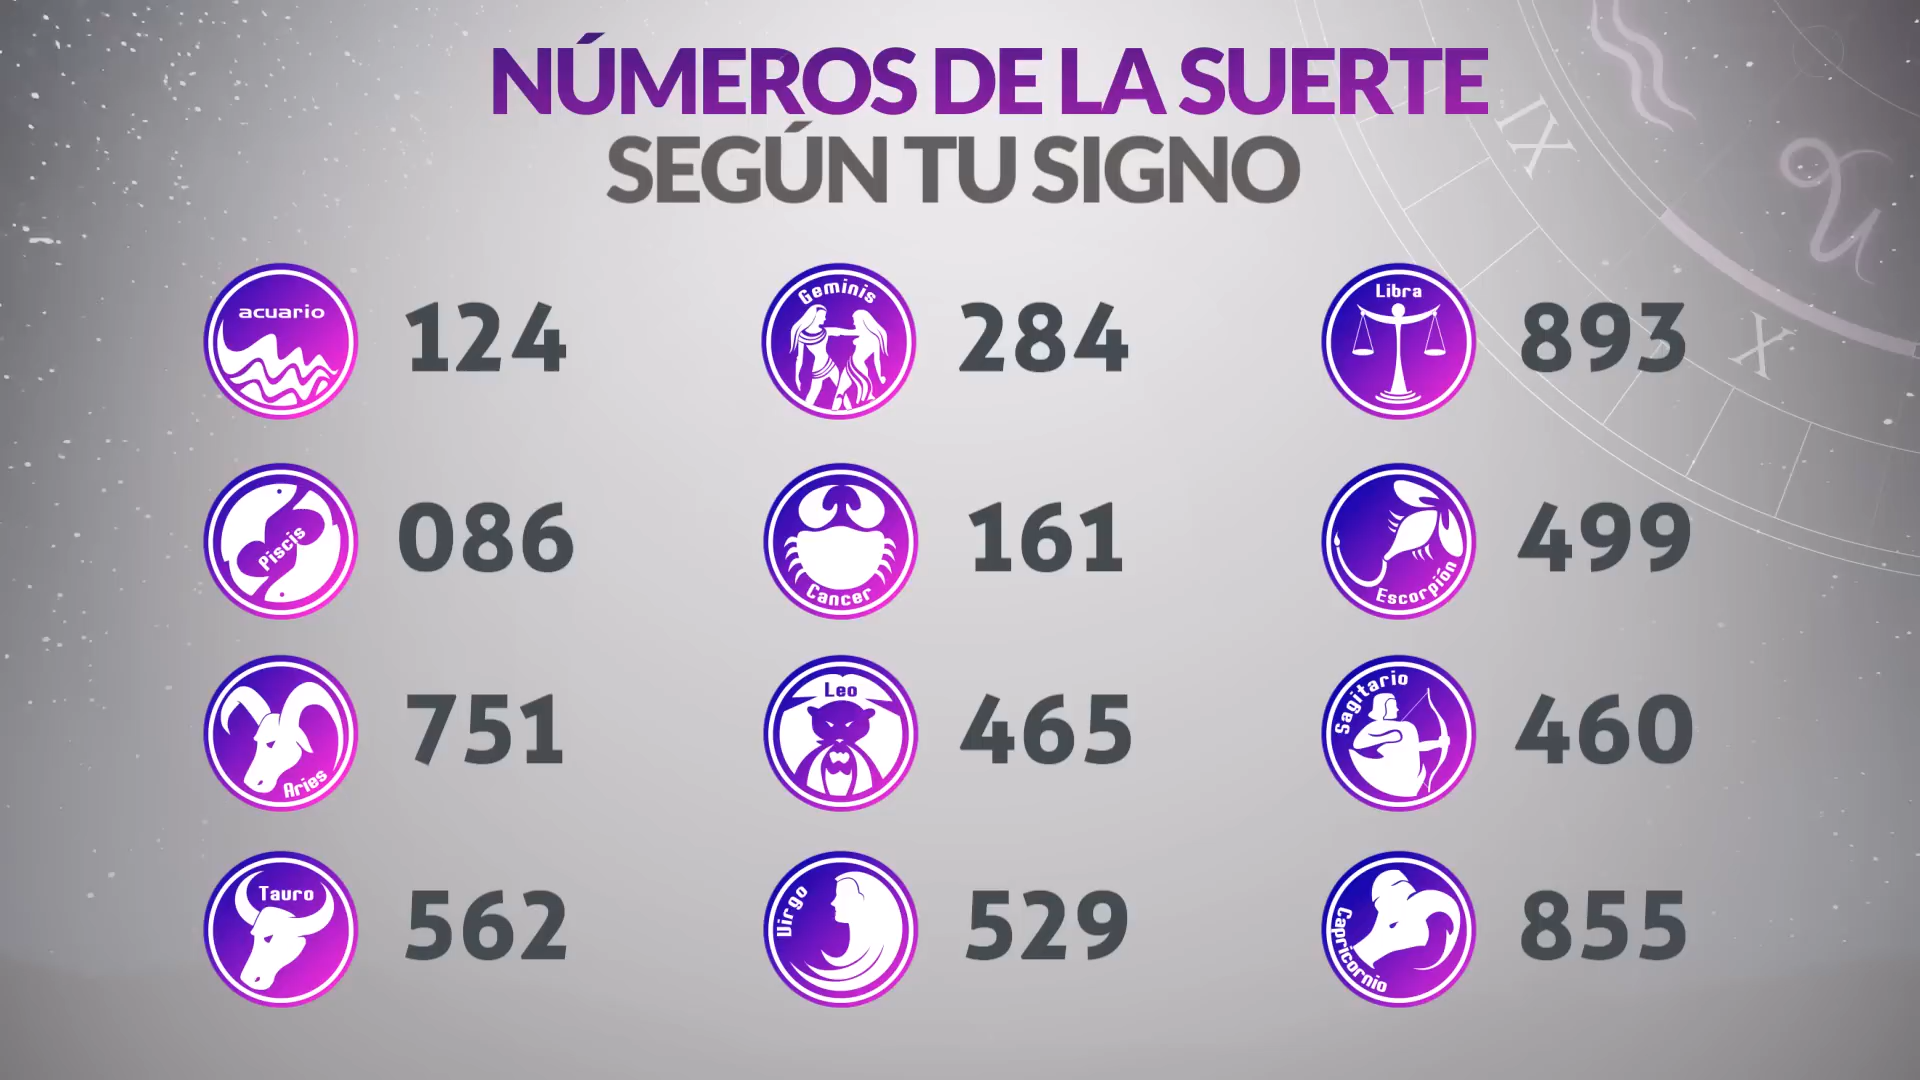 NÚMEROS DE LA SUERTE
SEGÚN TU SIGNO
acuario 124
Geminis 284
Libra 893
Piscis 086
Cancer 161
Escorpión 499
Aries 751
Leo 465
Sagitario 460
Tauro 562
Virgo 529
Capricornio 855
IX
X